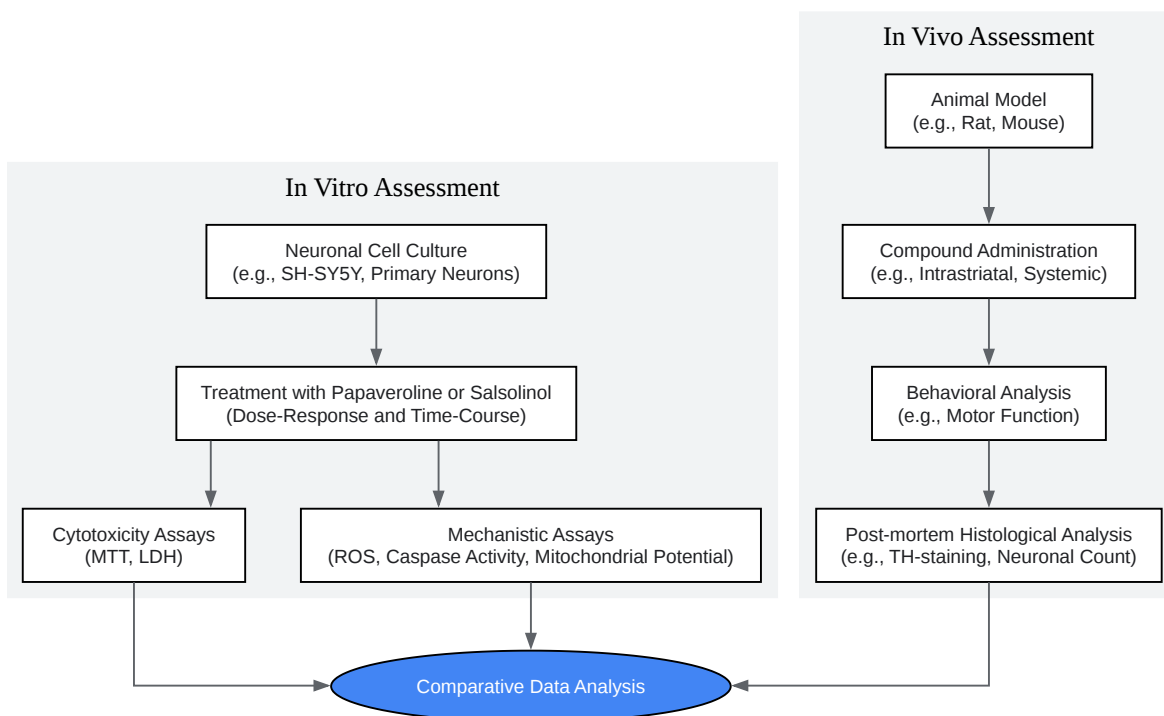 In Vitro Assessment
Neuronal Cell Culture
(e.g., SH-SY5Y, Primary Neurons)
Treatment with Papaveroline or Salsolinol
(Dose-Response and Time-Course)
Cytotoxicity Assays
(MTT, LDH)
Mechanistic Assays
(ROS, Caspase Activity, Mitochondrial Potential)
In Vivo Assessment
Animal Model
(e.g., Rat, Mouse)
Compound Administration
(e.g., Intrastriatal, Systemic)
Behavioral Analysis
(e.g., Motor Function)
Post-mortem Histological Analysis
(e.g., TH-staining, Neuronal Count)
Comparative Data Analysis